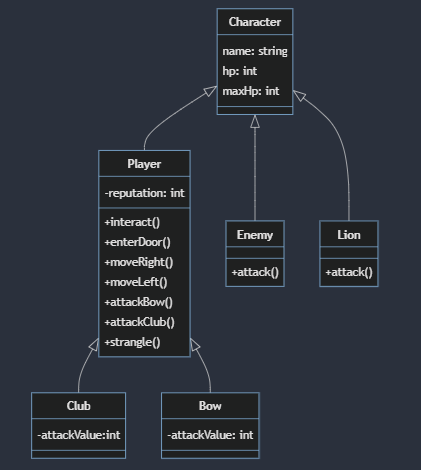 Character
name: string
hp: int
maxHp: int
Player
-reputation: int
+interact()
+enterDoor()
+moveRight()
+moveLeft()
+attackBow()
+attackClub()
+strangle()
Enemy
+attack()
Lion
+attack()
Club
-attackValue:int
Bow
-attackValue: int